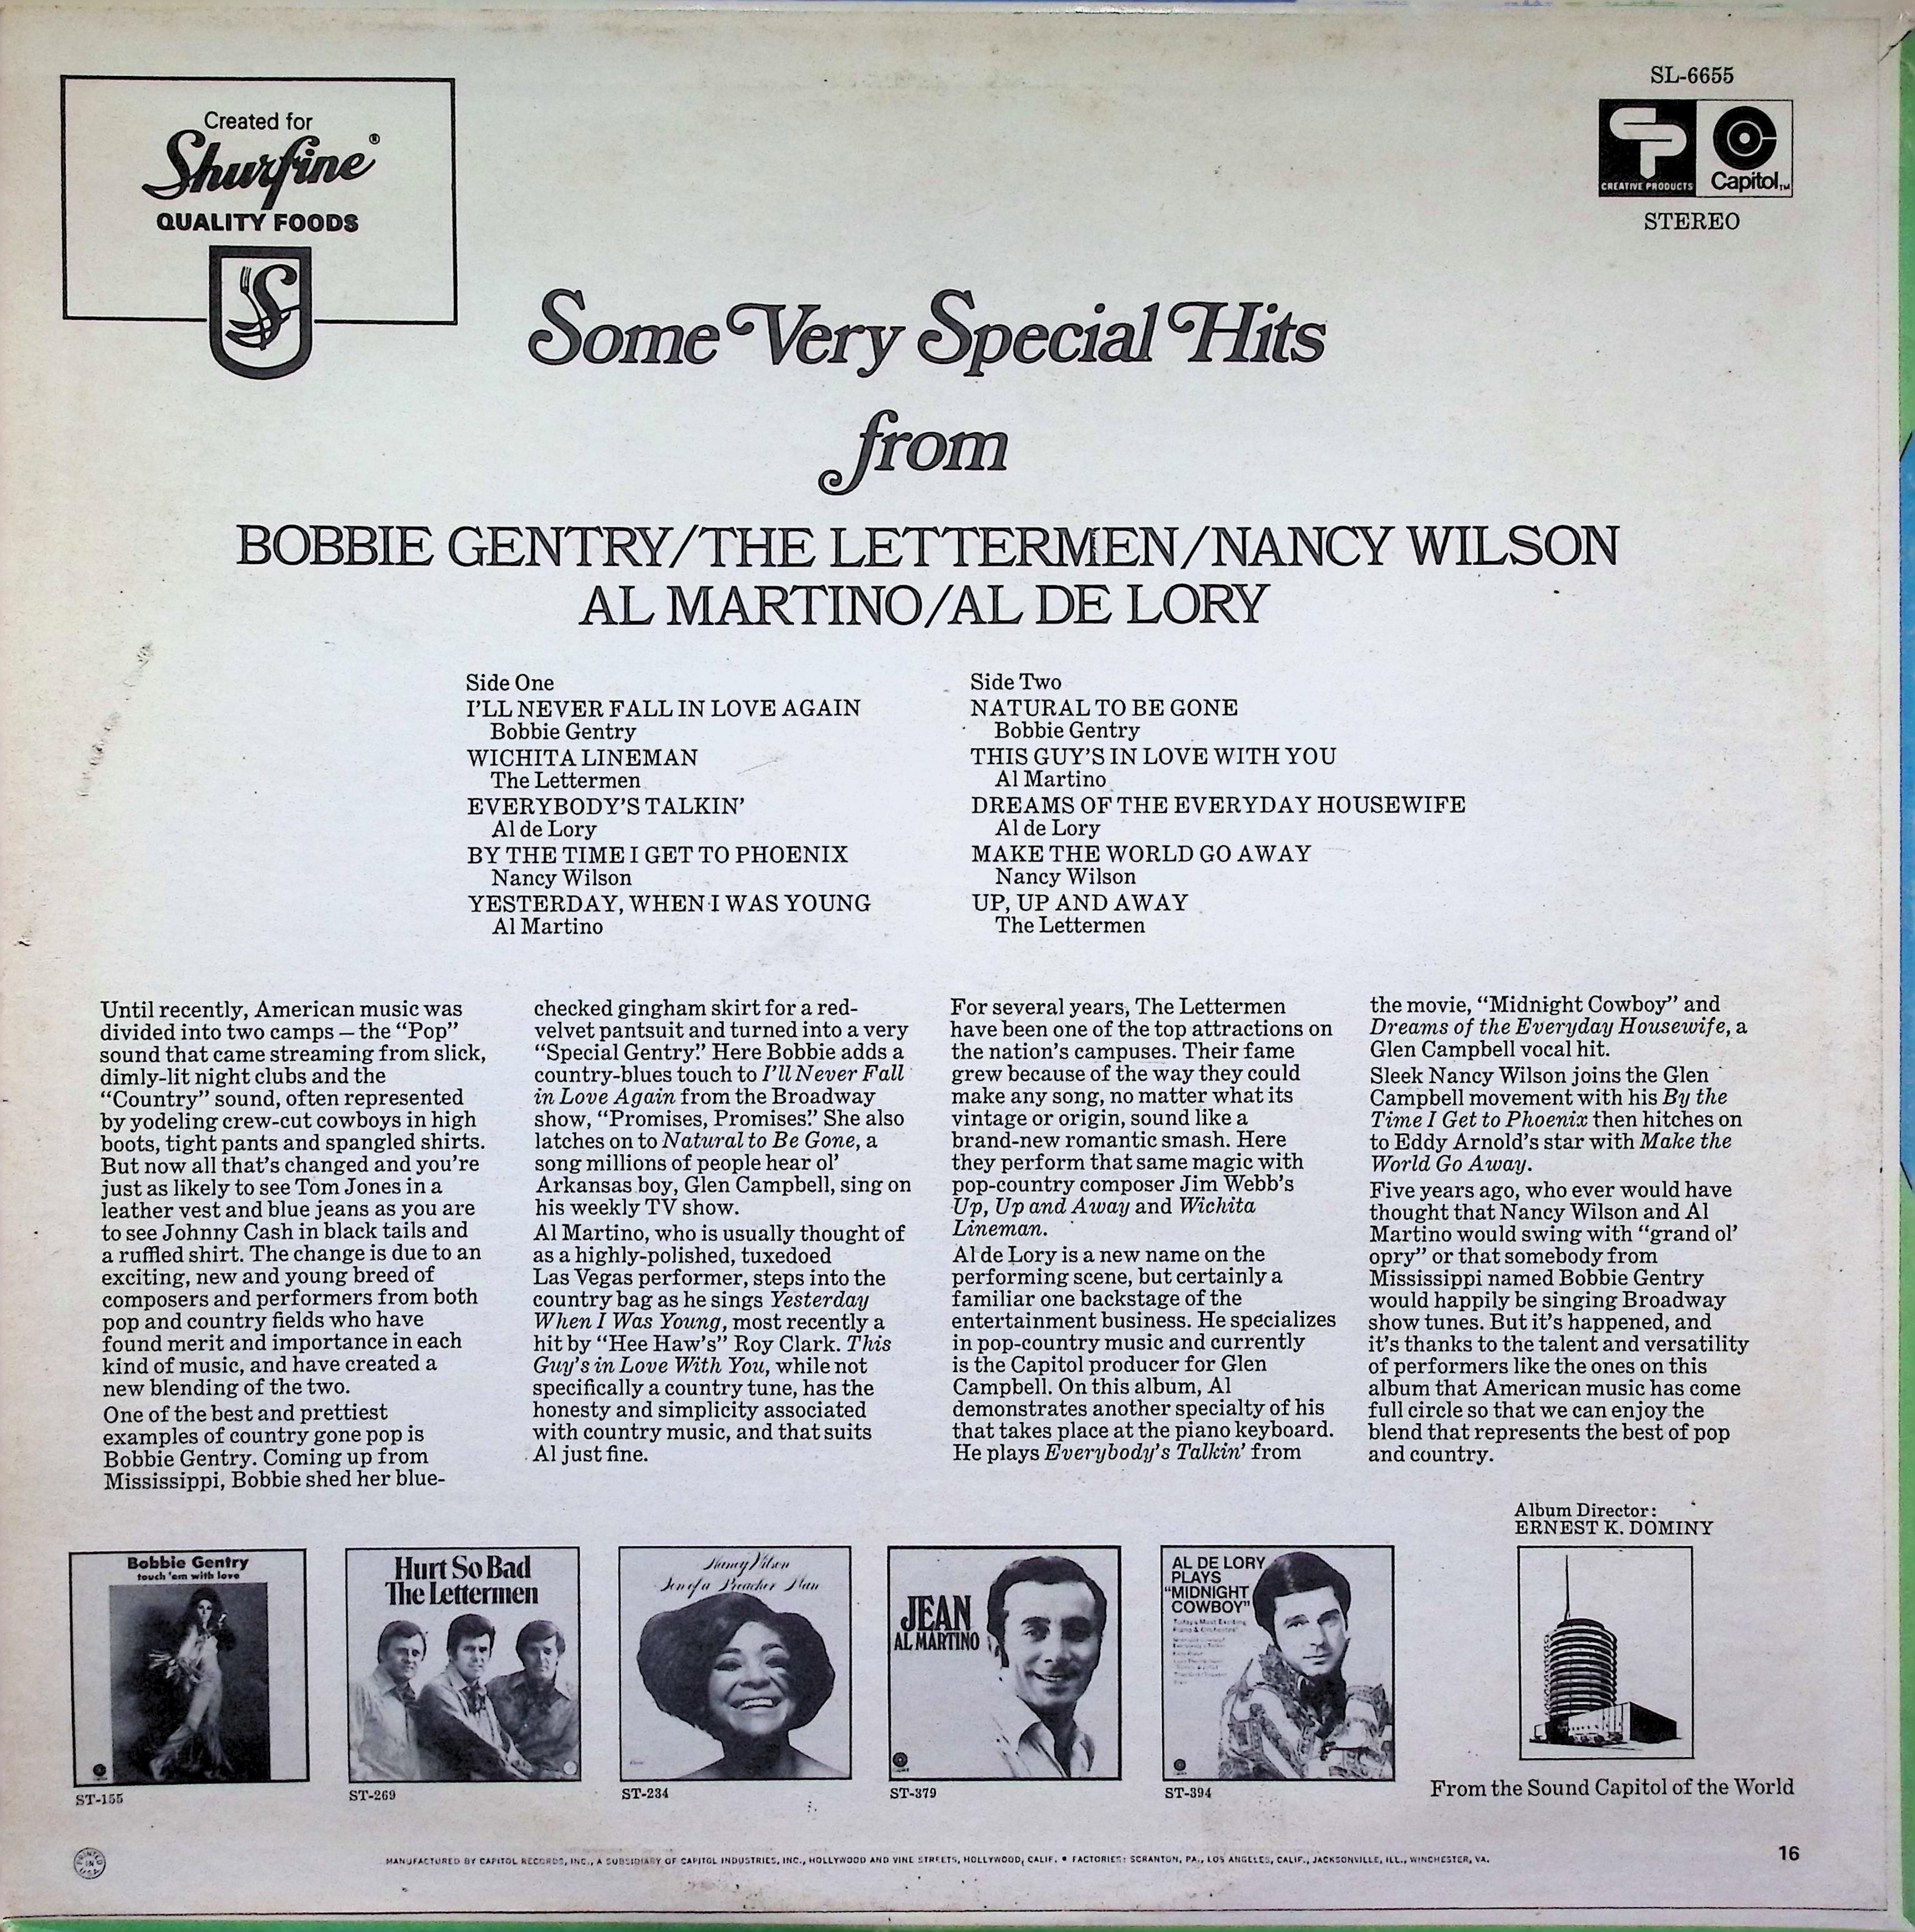 Created for
Shurfine®
QUALITY FOODS
S
SL-6655
CP
CREATIVE PRODUCTS
Capitol™
STEREO
Some Very Special Hits
from
BOBBIE GENTRY/THE LETTERMEN/NANCY WILSON
AL MARTINO/AL DE LORY
Side One
I'LL NEVER FALL IN LOVE AGAIN
Bobbie Gentry
WICHITA LINEMAN
The Lettermen
EVERYBODY'S TALKIN'
Al de Lory
BY THE TIME I GET TO PHOENIX
Nancy Wilson
YESTERDAY, WHEN I WAS YOUNG
Al Martino
Side Two
NATURAL TO BE GONE
Bobbie Gentry
THIS GUY'S IN LOVE WITH YOU
Al Martino
DREAMS OF THE EVERYDAY HOUSEWIFE
Al de Lory
MAKE THE WORLD GO AWAY
Nancy Wilson
UP, UP AND AWAY
The Lettermen
Until recently, American music was
divided into two camps — the “Pop”
sound that came streaming from slick,
dimly-lit night clubs and the
“Country” sound, often represented
by yodeling crew-cut cowboys in high
boots, tight pants and spangled shirts.
But now all that's changed and you're
just as likely to see Tom Jones in a
leather vest and blue jeans as you are
to see Johnny Cash in black tails and
a ruffled shirt. The change is due to an
exciting, new and young breed of
composers and performers from both
pop and country fields who have
found merit and importance in each
kind of music, and have created a
new blending of the two.
One of the best and prettiest
examples of country gone pop is
Bobbie Gentry. Coming up from
Mississippi, Bobbie shed her blue-
checked gingham skirt for a red-
velvet pantsuit and turned into a very
“Special Gentry.” Here Bobbie adds a
country-blues touch to I'll Never Fall
in Love Again from the Broadway
show, “Promises, Promises.” She also
latches on to Natural to Be Gone, a
song millions of people hear ol'
Arkansas boy, Glen Campbell, sing on
his weekly TV show.
Al Martino, who is usually thought of
as a highly-polished, tuxedoed
Las Vegas performer, steps into the
country bag as he sings Yesterday
When I Was Young, most recently a
hit by “Hee Haw's” Roy Clark. This
Guy's in Love With You, while not
specifically a country tune, has the
honesty and simplicity associated
with country music, and that suits
Al just fine.
For several years, The Lettermen
have been one of the top attractions on
the nation's campuses. Their fame
grew because of the way they could
make any song, no matter what its
vintage or origin, sound like a
brand-new romantic smash. Here
they perform that same magic with
pop-country composer Jim Webb's
Up, Up and Away and Wichita
Lineman.
Al de Lory is a new name on the
performing scene, but certainly a
familiar one backstage of the
entertainment business. He specializes
in pop-country music and currently
is the Capitol producer for Glen
Campbell. On this album, Al
demonstrates another specialty of his
that takes place at the piano keyboard.
He plays Everybody's Talkin' from
the movie, “Midnight Cowboy” and
Dreams of the Everyday Housewife, a
Glen Campbell vocal hit.
Sleek Nancy Wilson joins the Glen
Campbell movement with his By the
Time I Get to Phoenix then hitches on
to Eddy Arnold's star with Make the
World Go Away.
Five years ago, who ever would have
thought that Nancy Wilson and Al
Martino would swing with “grand ol'
opry” or that somebody from
Mississippi named Bobbie Gentry
would happily be singing Broadway
show tunes. But it's happened, and
it's thanks to the talent and versatility
of performers like the ones on this
album that American music has come
full circle so that we can enjoy the
blend that represents the best of pop
and country.
Album Director:
ERNEST K. DOMINY
Bobbie Gentry
touch 'em with love
ST-155
Hurt So Bad
The Lettermen
ST-269
Nancy Wilson
Son of a Preacher Man
ST-234
JEAN
AL MARTINO
ST-379
AL DE LORY
PLAYS
“MIDNIGHT
COWBOY”
ST-394
From the Sound Capitol of the World
PRINTED IN USA
MANUFACTURED BY CAPITOL RECORDS, INC., A SUBSIDIARY OF CAPITOL INDUSTRIES, INC., HOLLYWOOD AND VINE STREETS, HOLLYWOOD, CALIF. • FACTORIES: SCRANTON, PA., LOS ANGELES, CALIF., JACKSONVILLE, ILL., WINCHESTER, VA.
16